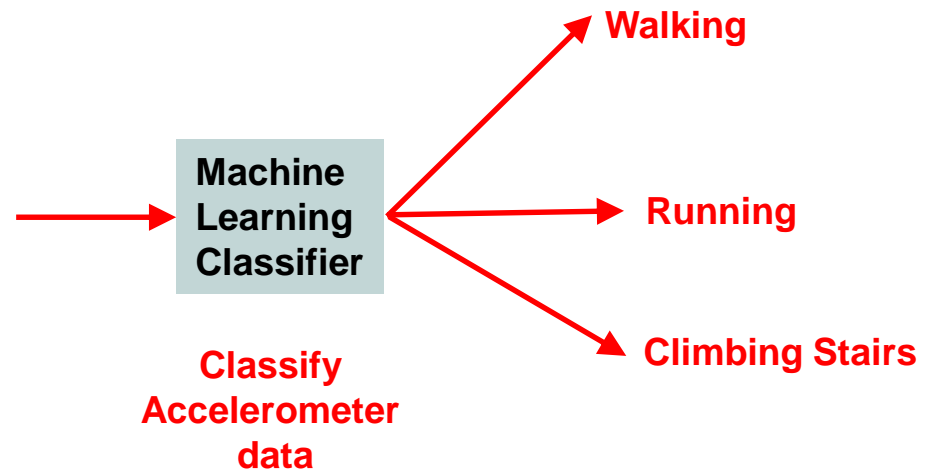 Walking
Machine
Learning
Classifier
Running
Climbing Stairs
Classify
Accelerometer
data